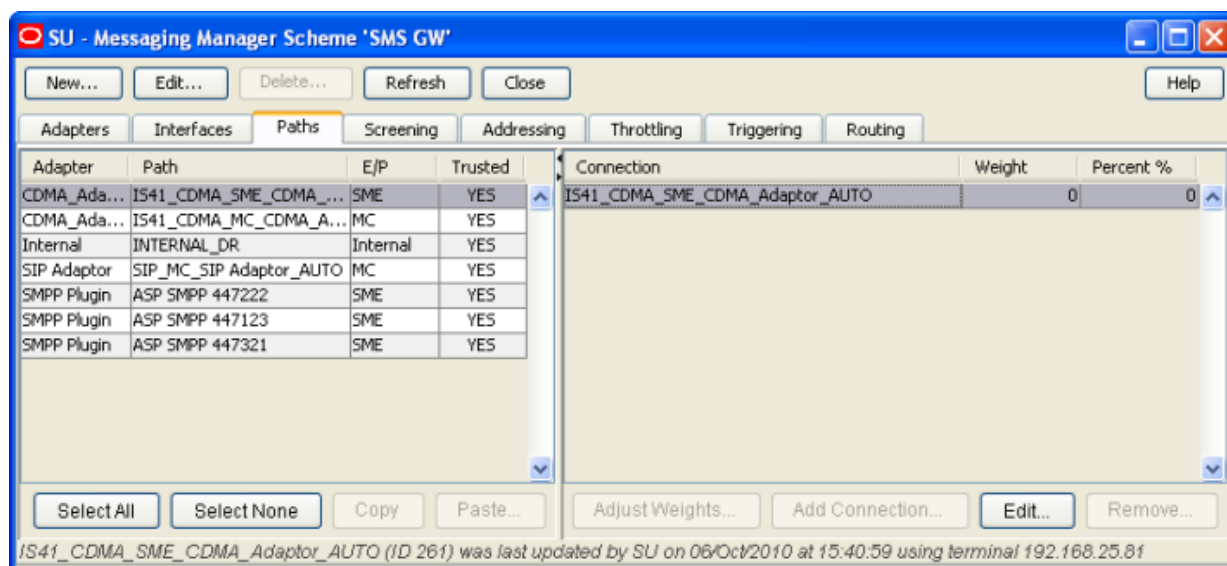 SU - Messaging Manager Scheme 'SMS GW'
New... Edit... Delete... Refresh Close Help
Adapters Interfaces Paths Screening Addressing Throttling Triggering Routing
Adapter Path E/P Trusted Connection Weight Percent %
CDMA_Ada... IS41_CDMA_SME_CDMA_... SME YES IS41_CDMA_SME_CDMA_Adaptor_AUTO 0 0
CDMA_Ada... IS41_CDMA_MC_CDMA_A... MC YES
Internal INTERNAL_DR Internal YES
SIP Adaptor SIP_MC_SIP Adaptor_AUTO MC YES
SMPP Plugin ASP SMPP 447222 SME YES
SMPP Plugin ASP SMPP 447123 SME YES
SMPP Plugin ASP SMPP 447321 SME YES
Select All Select None Copy Paste... Adjust Weights... Add Connection... Edit... Remove...
IS41_CDMA_SME_CDMA_Adaptor_AUTO (ID 261) was last updated by SU on 06/Oct/2010 at 15:40:59 using terminal 192.168.25.81